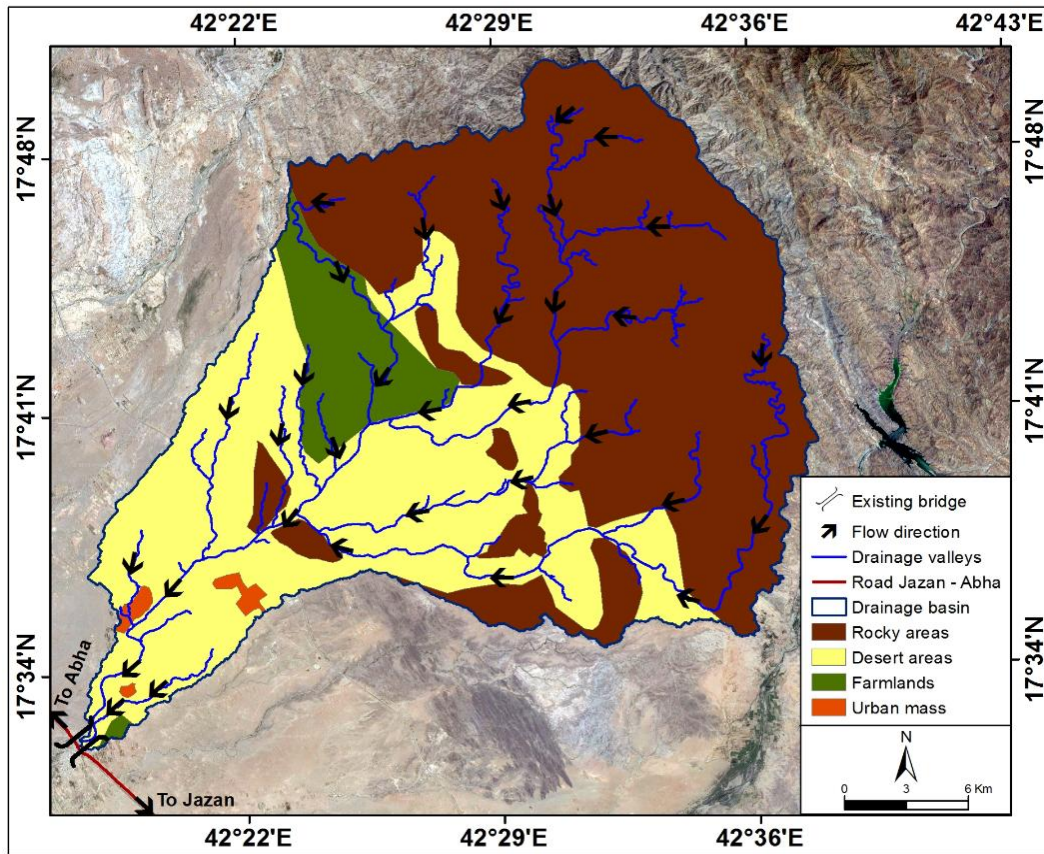 42°22'E 42°29'E 42°36'E 42°43'E
17°48'N 17°48'N
17°41'N 17°41'N
Existing bridge
Flow direction
Drainage valleys
Road Jazan - Abha
Drainage basin
Rocky areas
Desert areas
Farmlands
Urban mass
17°34'N 17°34'N
To Abha
To Jazan
N
0 3 6 Km
42°22'E 42°29'E 42°36'E